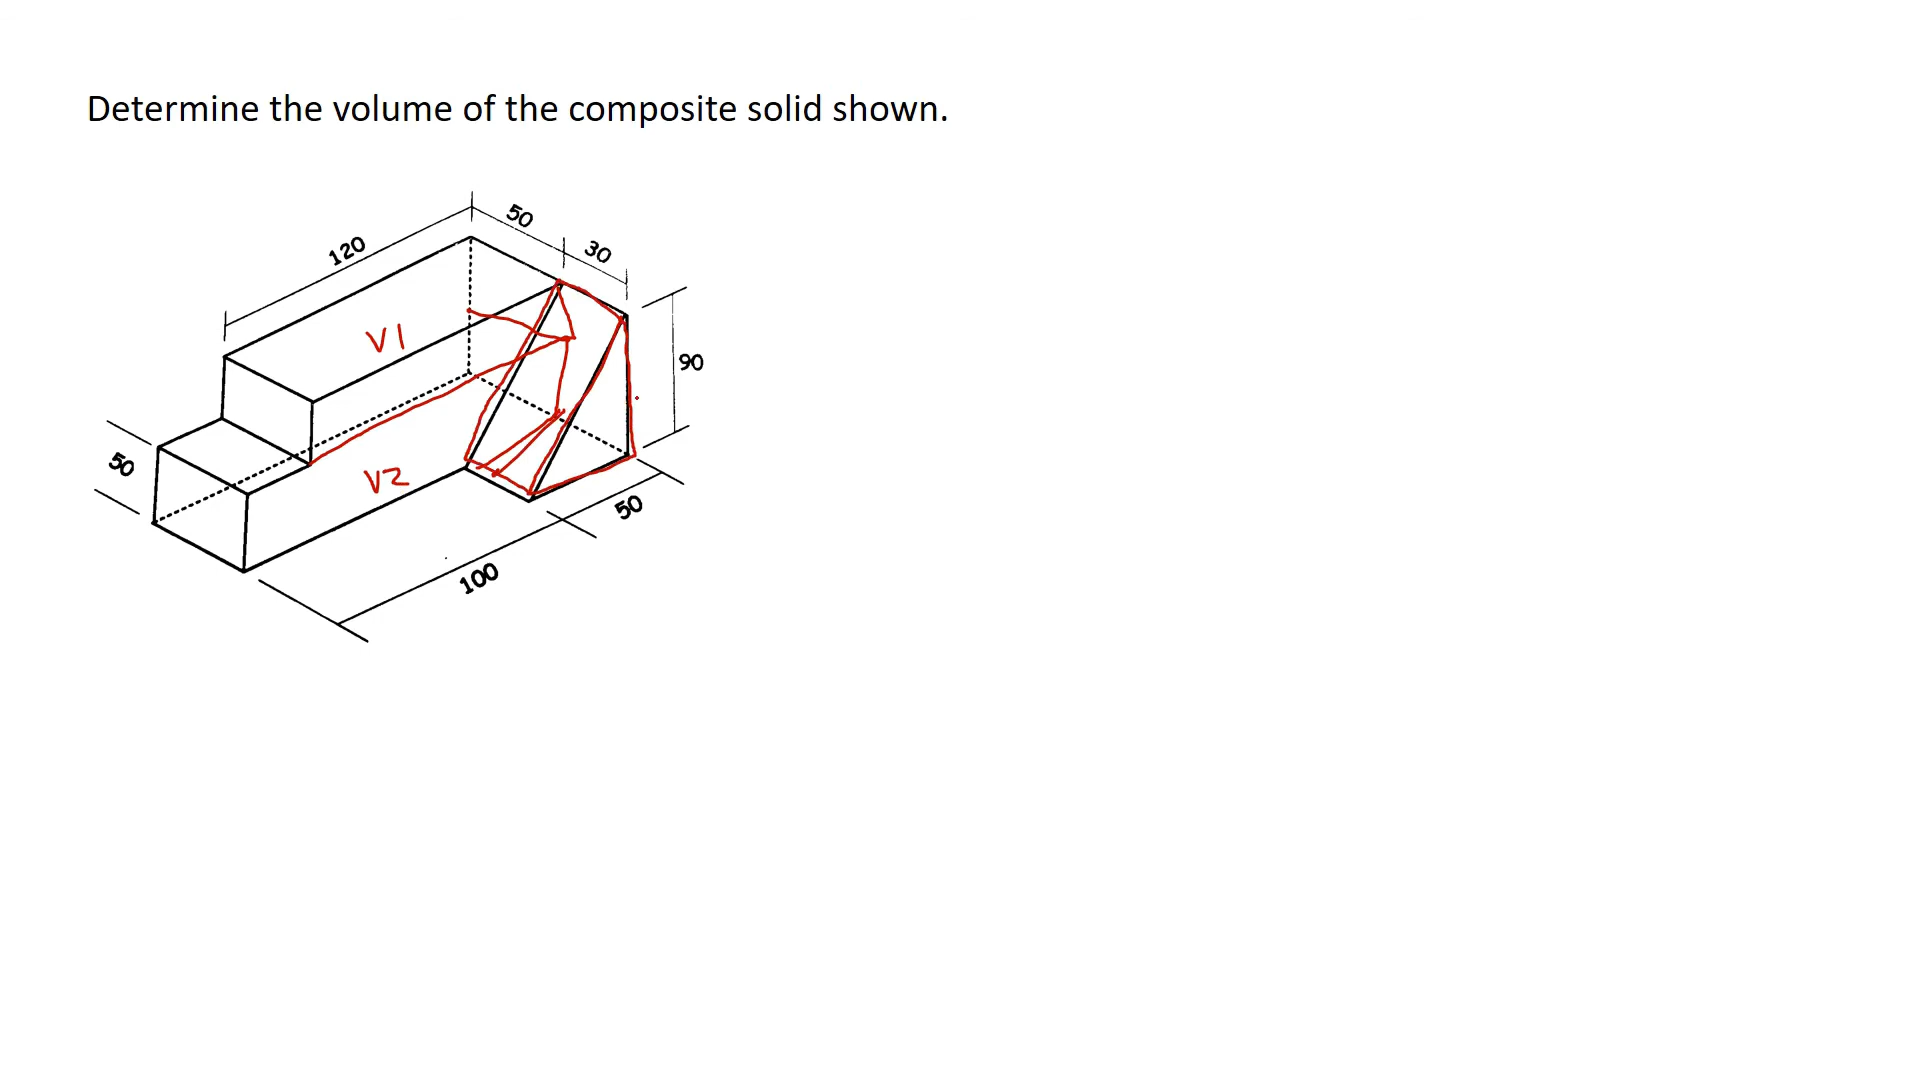 Determine the volume of the composite solid shown.
50
120
30
V1
90
50
V2
50
100